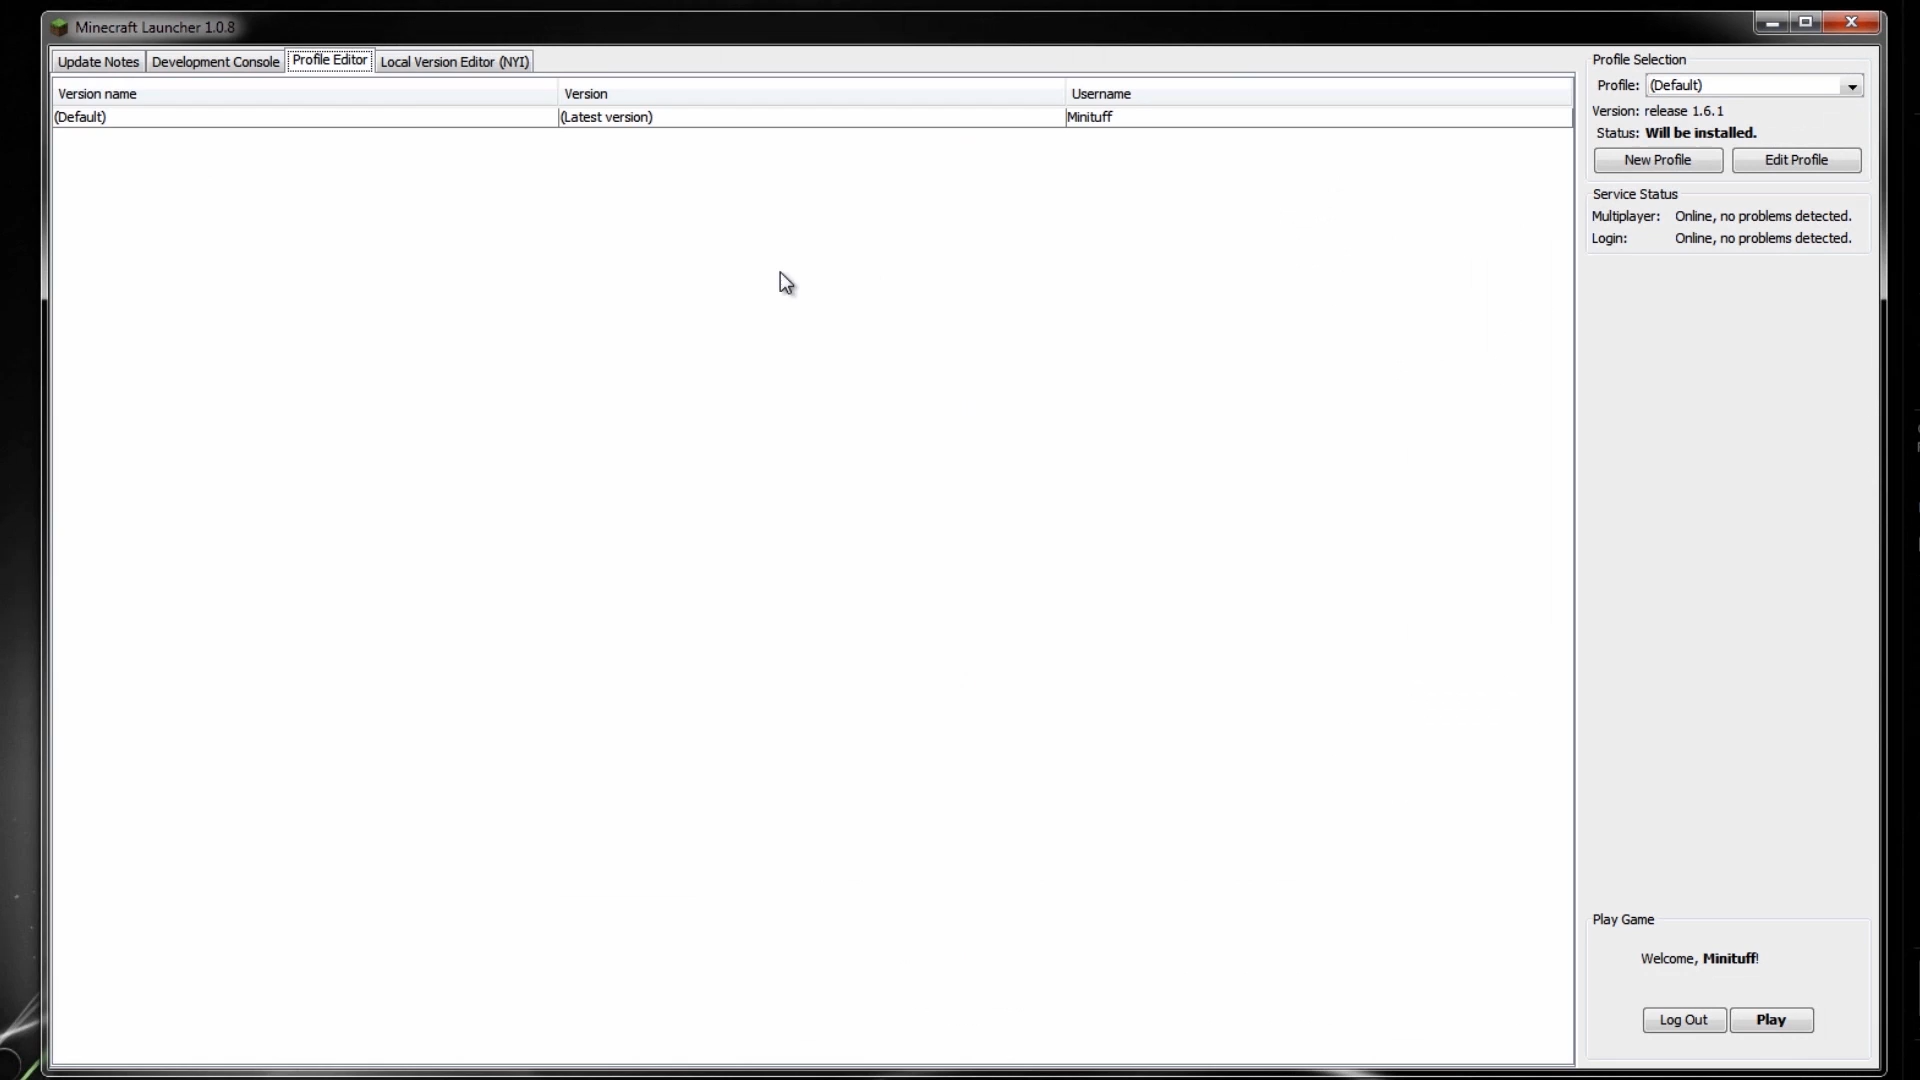 Minecraft Launcher 1.0.8
Update Notes
Development Console
Profile Editor
Local Version Editor (NYI)
Version name
Version
Username
(Default)
(Latest version)
Minituff
Profile Selection
Profile: (Default)
Version: release 1.6.1
Status: Will be installed.
New Profile
Edit Profile
Service Status
Multiplayer: Online, no problems detected.
Login: Online, no problems detected.
Play Game
Welcome, Minituff!
Log Out
Play